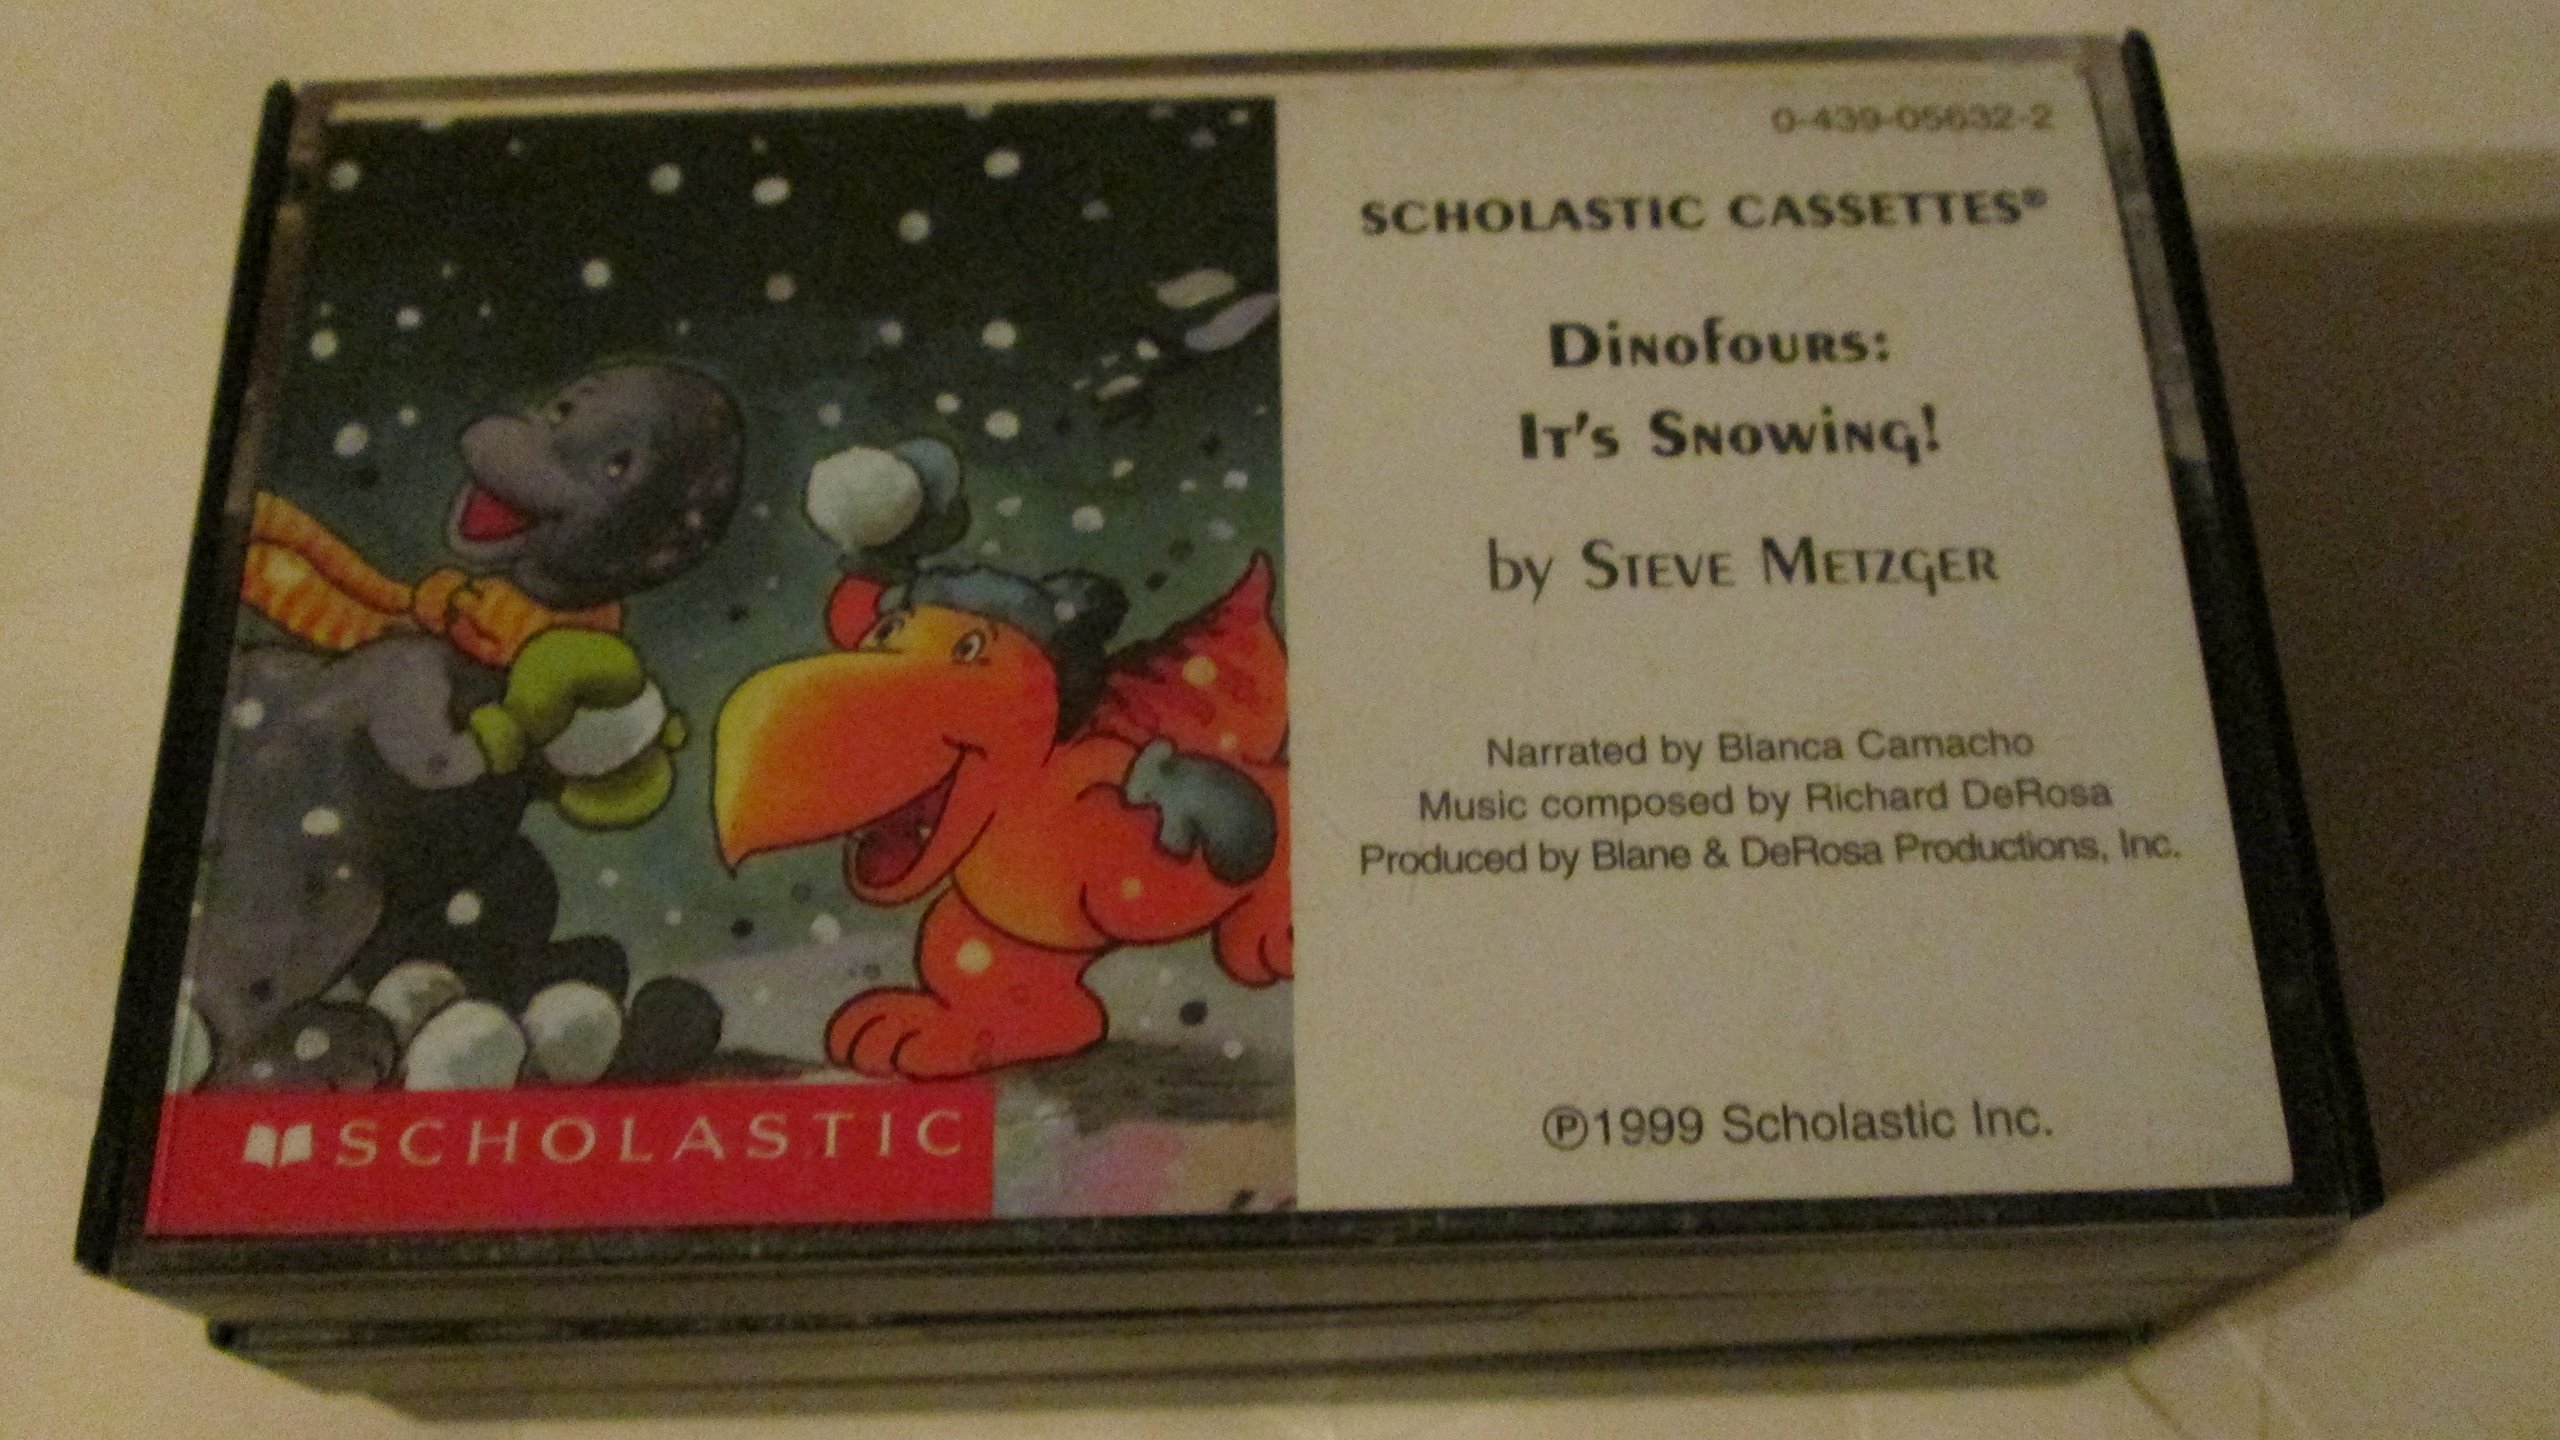 0-439-05632-2
SCHOLASTIC CASSETTES®
Dinofours:
It's Snowing!
by Steve Metzger
Narrated by Blanca Camacho
Music composed by Richard DeRosa
Produced by Blane & DeRosa Productions, Inc.
℗1999 Scholastic Inc.
SCHOLASTIC